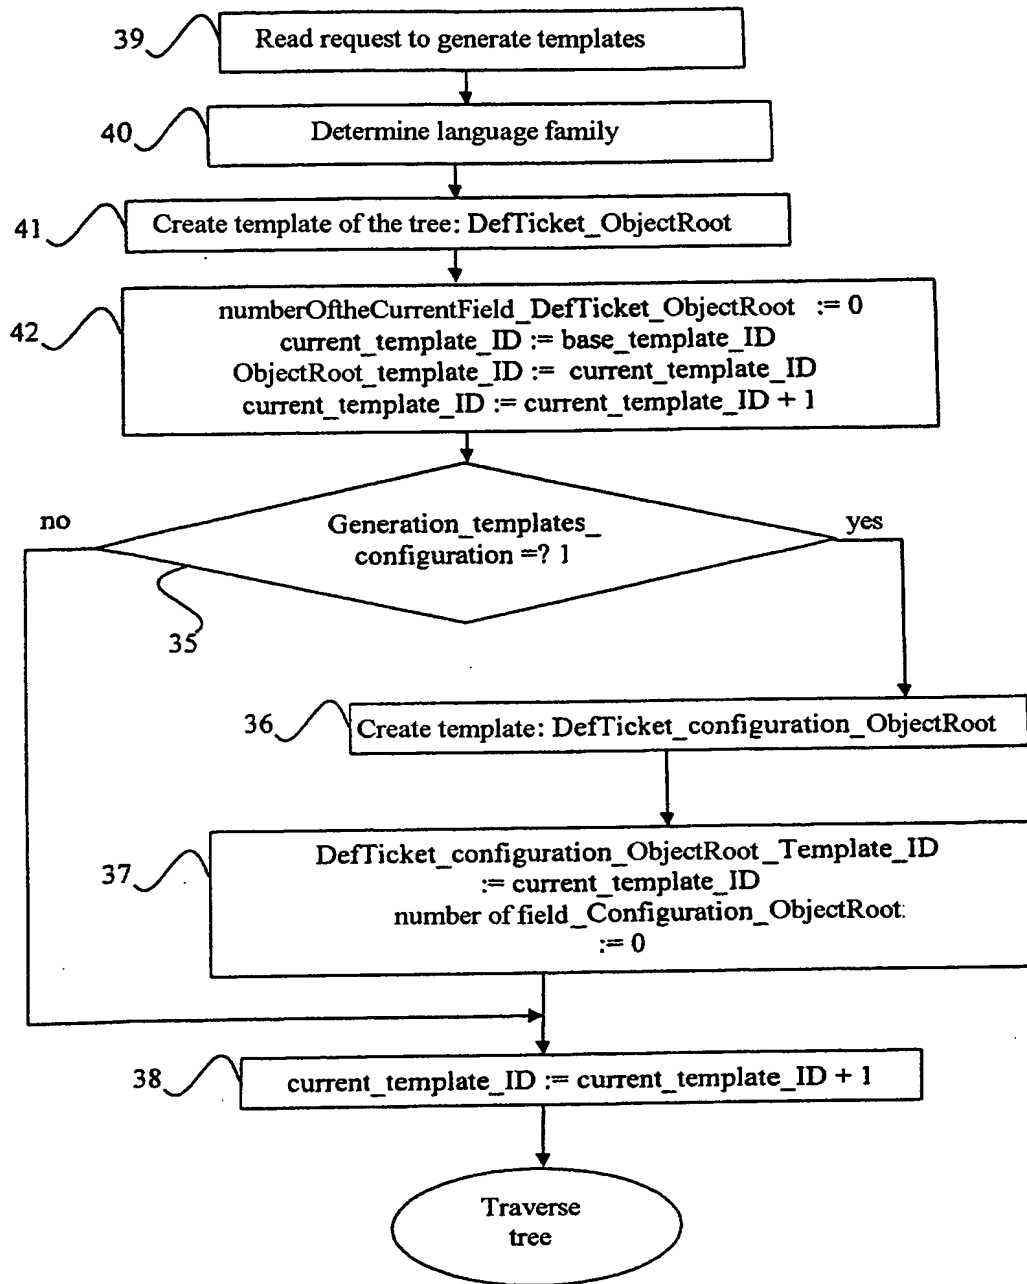 39
Read request to generate templates
40
Determine language family
41
Create template of the tree: DefTicket_ObjectRoot
42
numberOftheCurrentField_DefTicket_ObjectRoot := 0
current_template_ID := base_template_ID
ObjectRoot_template_ID := current_template_ID
current_template_ID := current_template_ID + 1
no
Generation_templates_
configuration =? 1
yes
35
36
Create template: DefTicket_configuration_ObjectRoot
37
DefTicket_configuration_ObjectRoot_Template_ID
:= current_template_ID
number of field_Configuration_ObjectRoot:
:= 0
38
current_template_ID := current_template_ID + 1
Traverse
tree